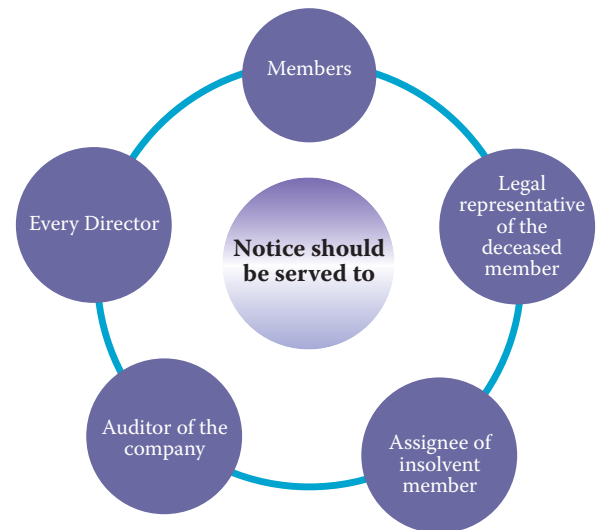 Members
Legal
representative
of the
deceased
member
Assignee of
insolvent
member
Auditor of the
company
Every Director
Notice should
be served to